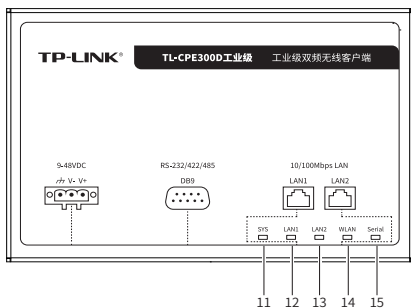 TP-LINK® TL-CPE300D工业级 工业级双频无线客户端
9-48VDC RS-232/422/485 10/100Mbps LAN
V- V+ DB9 LAN1 LAN2
SYS LAN1 LAN2 WLAN Serial
11 12 13 14 15